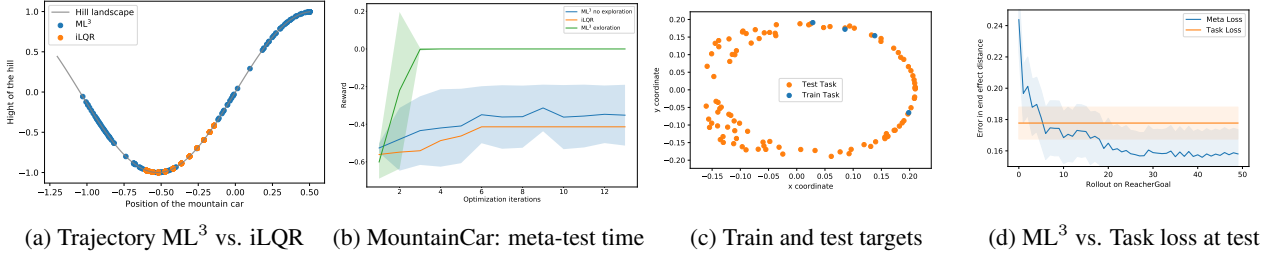 Hill landscape
ML³
iLQR
Hight of the hill
1.0
0.5
0.0
-0.5
-1.0
-1.25 -1.00 -0.75 -0.50 -0.25 0.00 0.25 0.50
Position of the mountain car
ML³ no exploration
iLQR
ML³ exloration
Reward
0.2
0.0
-0.2
-0.4
-0.6
2 4 6 8 10 12
Optimization iterations
Test Task
Train Task
y coordinate
0.20
0.15
0.10
0.05
0.00
-0.05
-0.10
-0.15
-0.20
-0.15 -0.10 -0.05 0.00 0.05 0.10 0.15 0.20
x coordinate
Meta Loss
Task Loss
Error in end effect distance
0.24
0.22
0.20
0.18
0.16
0 10 20 30 40 50
Rollout on ReacherGoal
(a) Trajectory ML³ vs. iLQR
(b) MountainCar: meta-test time
(c) Train and test targets
(d) ML³ vs. Task loss at test